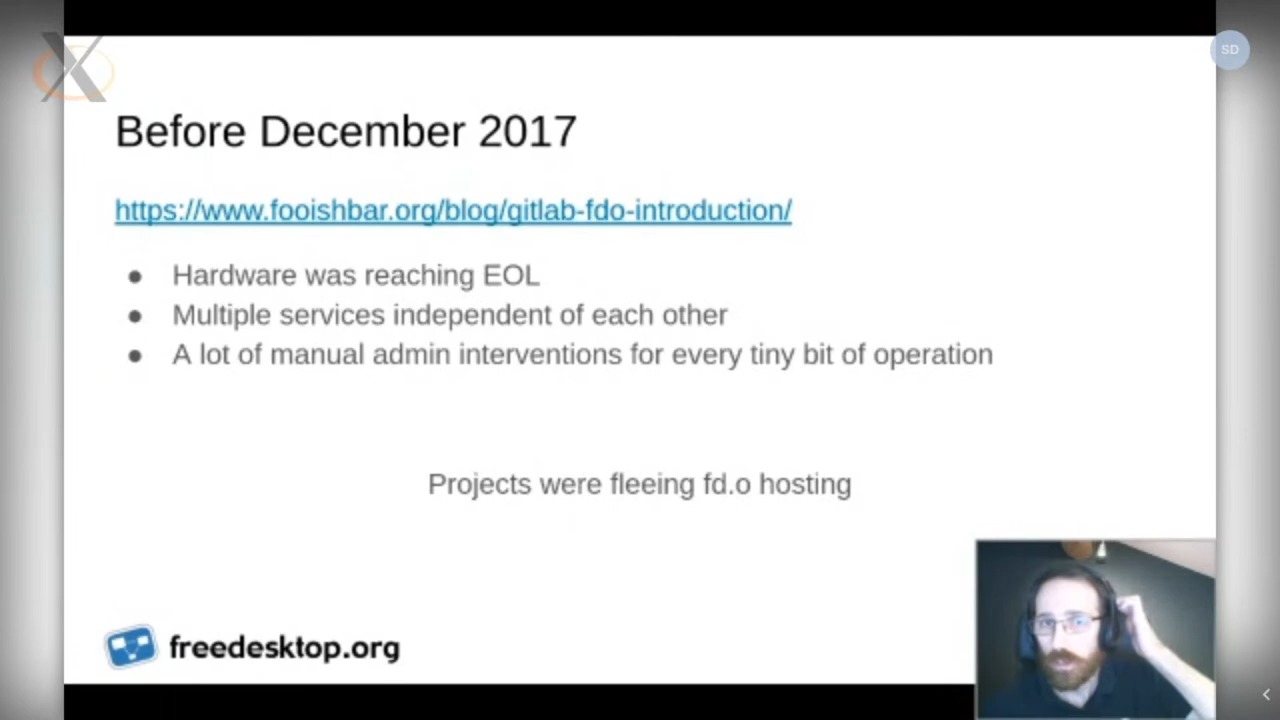 X
SD
Before December 2017
https://www.fooishbar.org/blog/gitlab-fdo-introduction/
● Hardware was reaching EOL
● Multiple services independent of each other
● A lot of manual admin interventions for every tiny bit of operation
Projects were fleeing fd.o hosting
freedesktop.org